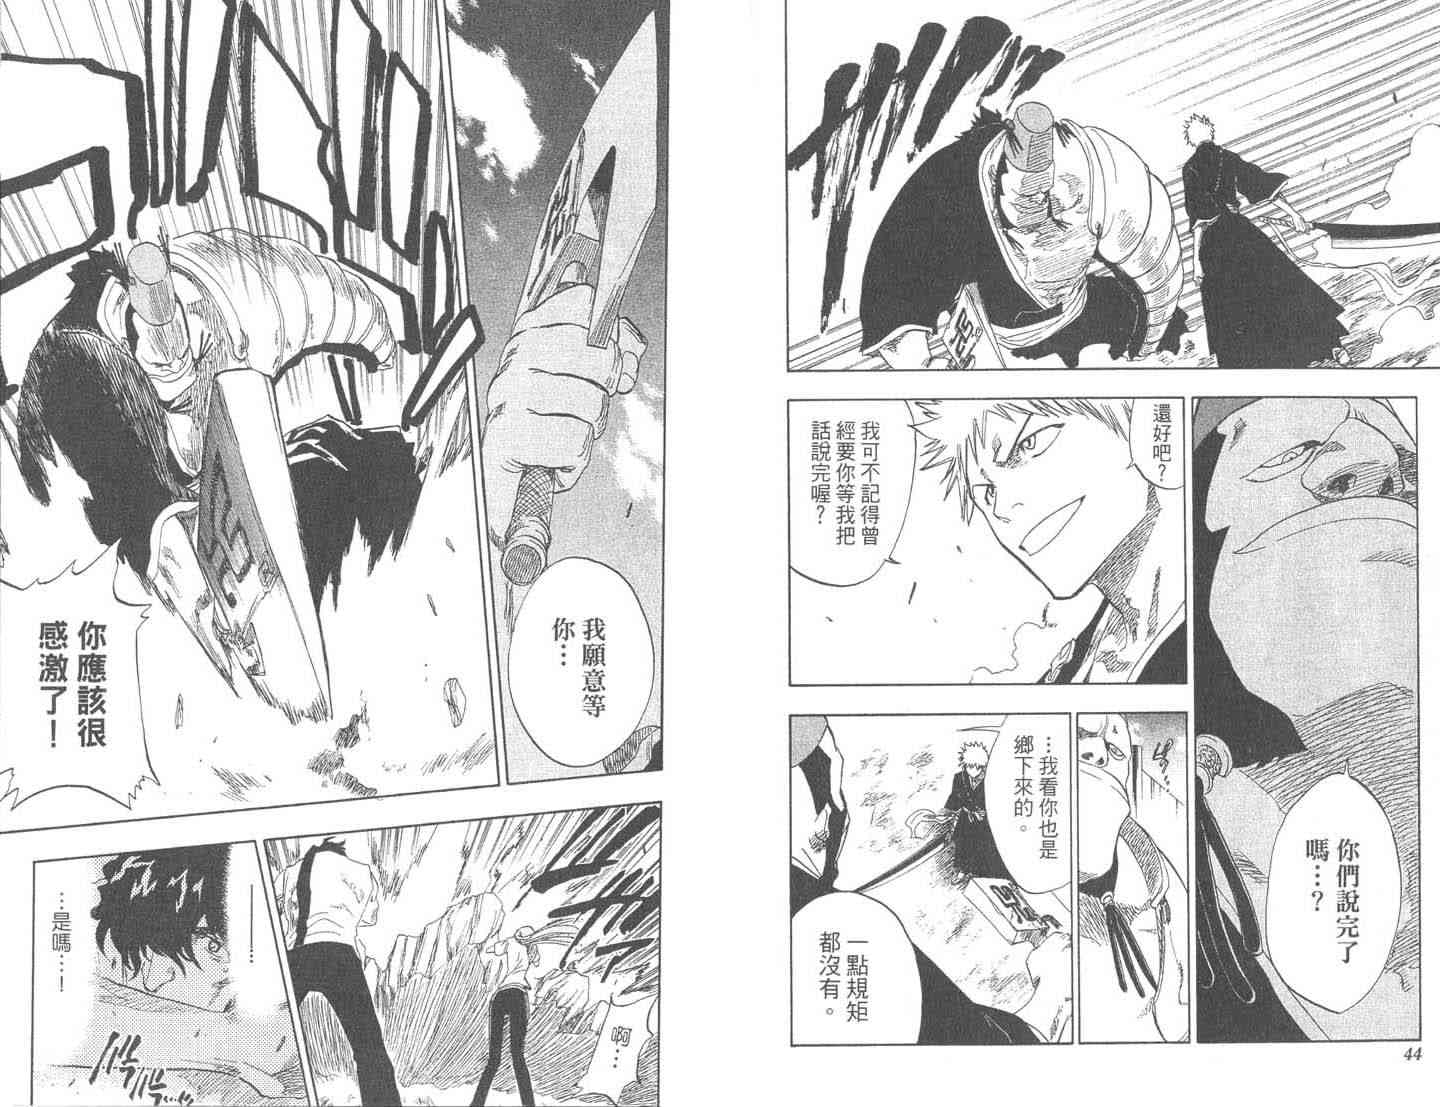 還好吧？
我可不記得曾
經要你等我把
話說完喔？
你們說完了
嗎…？
…我看你也是
鄉下來的。
一點規矩
都沒有。
44
我願意等
你…
你應該很
感激了！
啊…
…………
…是嗎…！